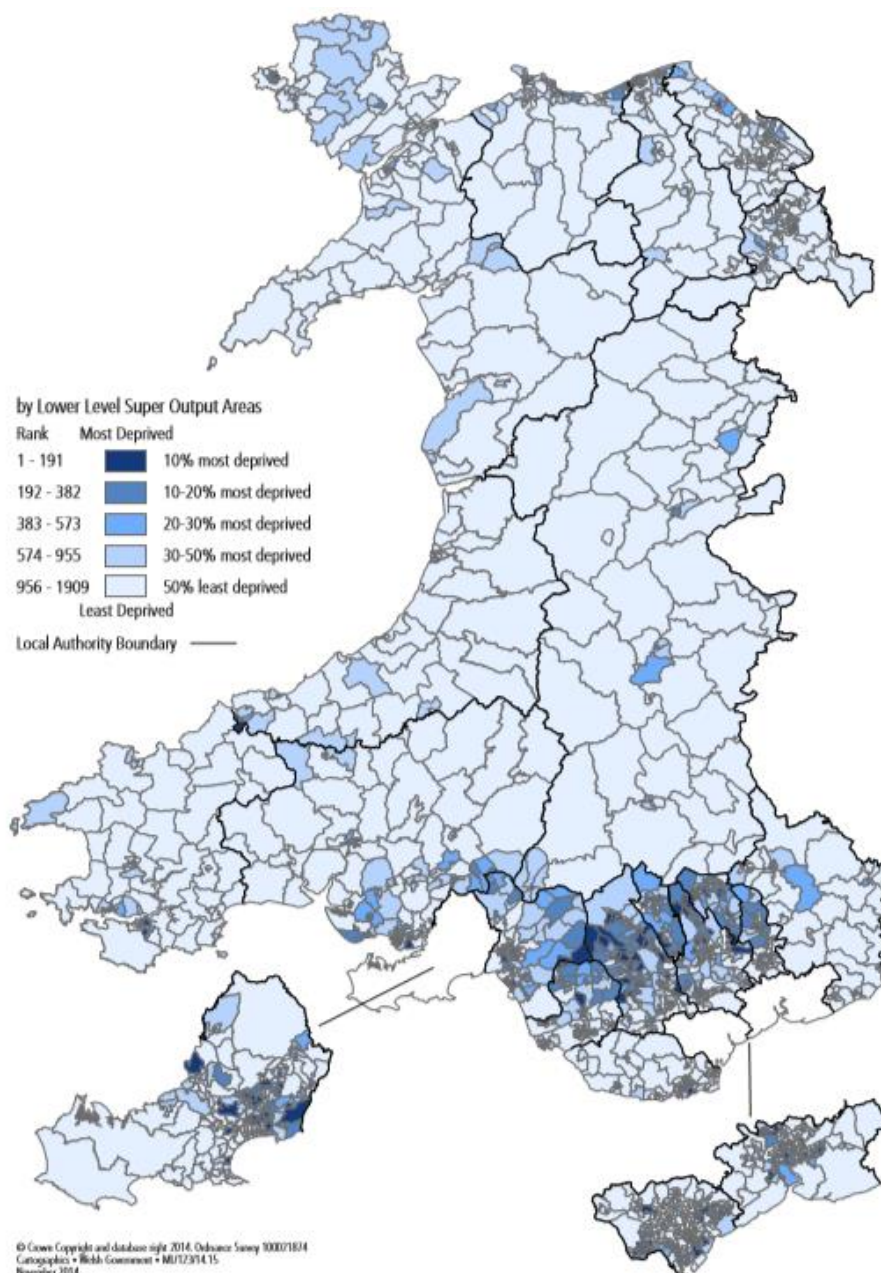 by Lower Level Super Output Areas
Rank Most Deprived
1 - 191 10% most deprived
192 - 382 10-20% most deprived
383 - 573 20-30% most deprived
574 - 955 30-50% most deprived
956 - 1909 50% least deprived
Least Deprived
Local Authority Boundary
© Crown Copyright and database right 2014. Ordnance Survey 100021874
Cartographics • Welsh Government • ML/123/14.15
November 2014